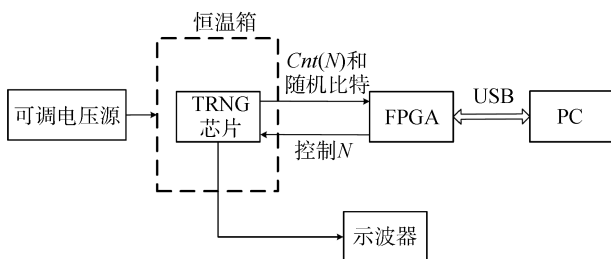 恒温箱
Cnt(N)和
随机比特
可调电压源
TRNG
芯片
控制N
FPGA
USB
PC
示波器